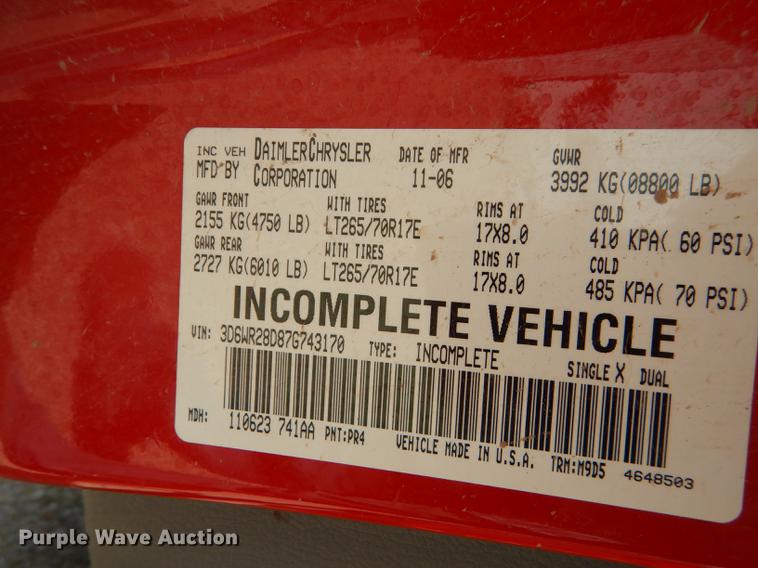 INC VEH DAIMLERCHRYSLER DATE OF MFR GVWR
MFD BY CORPORATION 11-06 3992 KG(08800 LB)
GAWR FRONT WITH TIRES RIMS AT COLD
2155 KG(4750 LB) LT265/70R17E 17X8.0 410 KPA( 60 PSI)
GAWR REAR WITH TIRES RIMS AT COLD
2727 KG(6010 LB) LT265/70R17E 17X8.0 485 KPA( 70 PSI)
INCOMPLETE VEHICLE
VIN: 3D6WR28D87G743170 TYPE: INCOMPLETE SINGLE X DUAL
MDH: 110623 741AA PNT:PR4 VEHICLE MADE IN U.S.A. TRM:M9D5 4648503
Purple Wave Auction